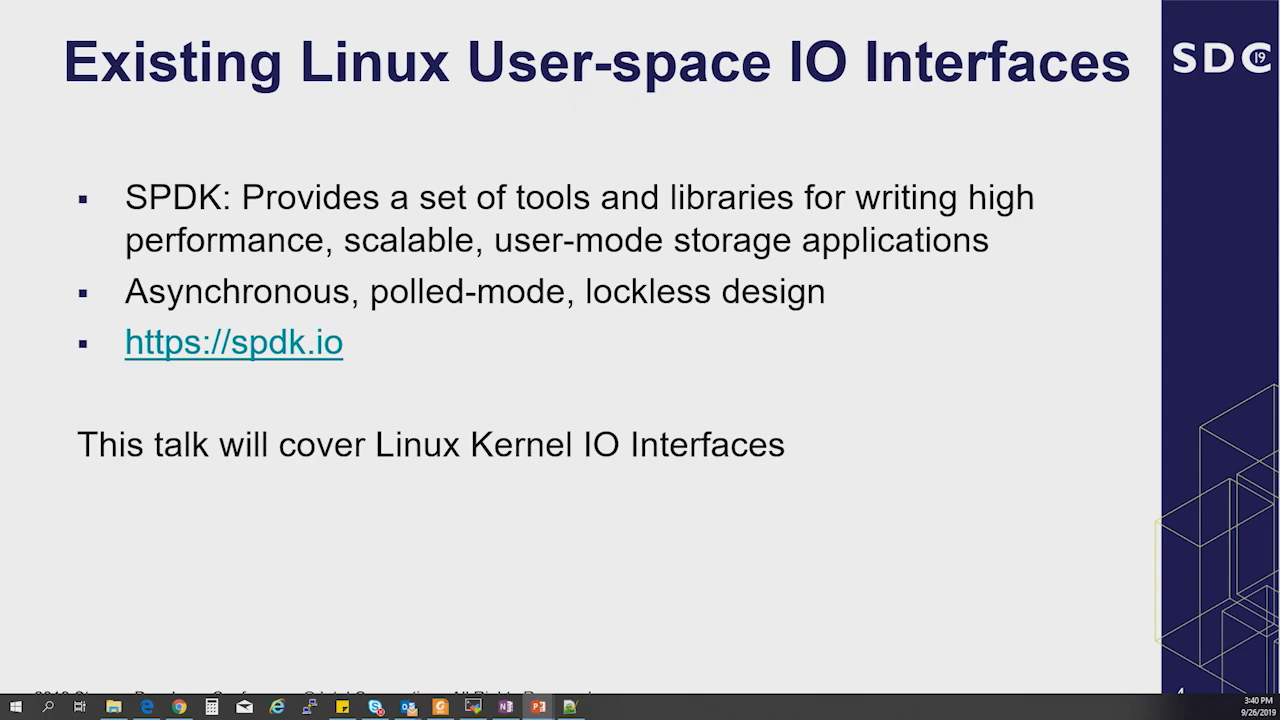 Existing Linux User-space IO Interfaces
SDC 19
▪ SPDK: Provides a set of tools and libraries for writing high
performance, scalable, user-mode storage applications
▪ Asynchronous, polled-mode, lockless design
▪ https://spdk.io
This talk will cover Linux Kernel IO Interfaces
4
3:40 PM
9/26/2019